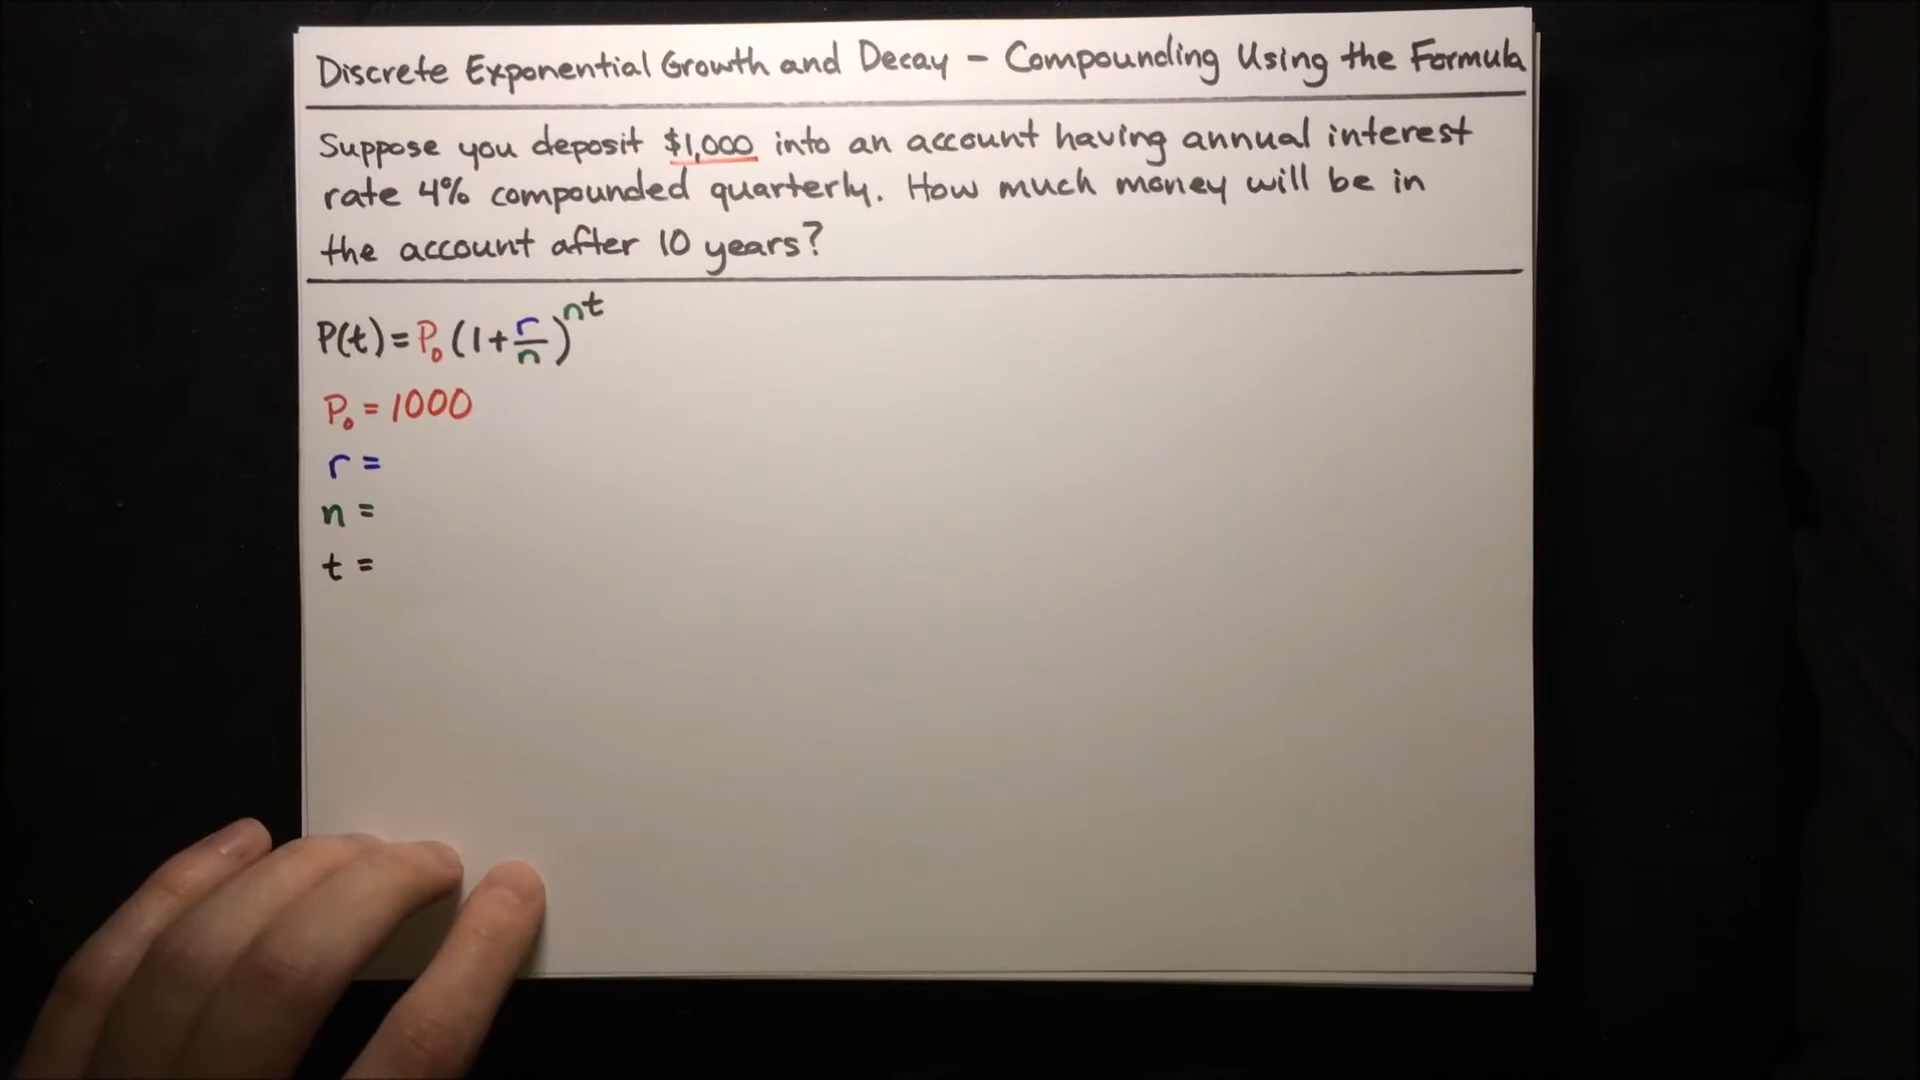 Discrete Exponential Growth and Decay - Compounding Using the Formula
Suppose you deposit $1,000 into an account having annual interest
rate 4% compounded quarterly. How much money will be in
the account after 10 years?
P(t) = P₀ (1 + r/n)^nt
P₀ = 1000
r =
n =
t =